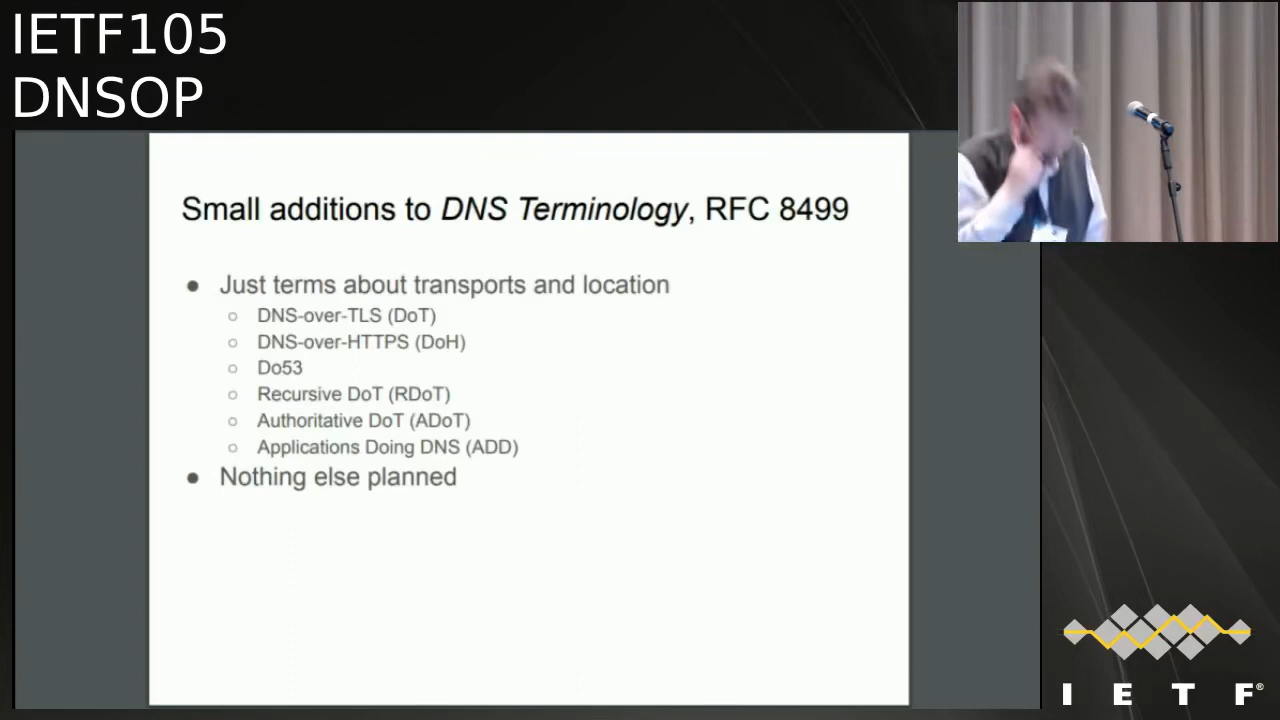 IETF105
DNSOP
Small additions to DNS Terminology, RFC 8499
● Just terms about transports and location
○ DNS-over-TLS (DoT)
○ DNS-over-HTTPS (DoH)
○ Do53
○ Recursive DoT (RDoT)
○ Authoritative DoT (ADoT)
○ Applications Doing DNS (ADD)
● Nothing else planned
I E T F®